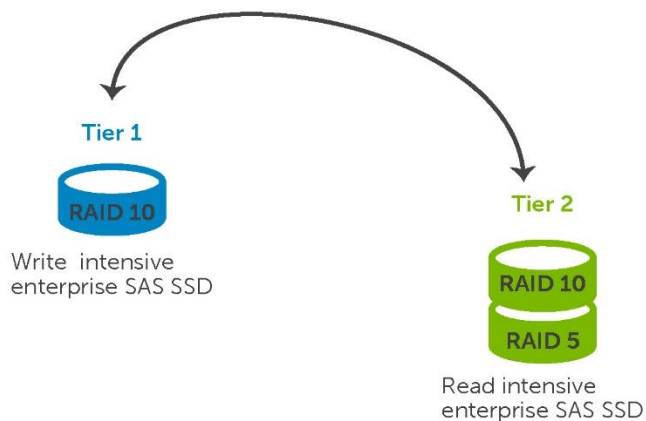 Tier 1
RAID 10
Write intensive
enterprise SAS SSD
Tier 2
RAID 10
RAID 5
Read intensive
enterprise SAS SSD